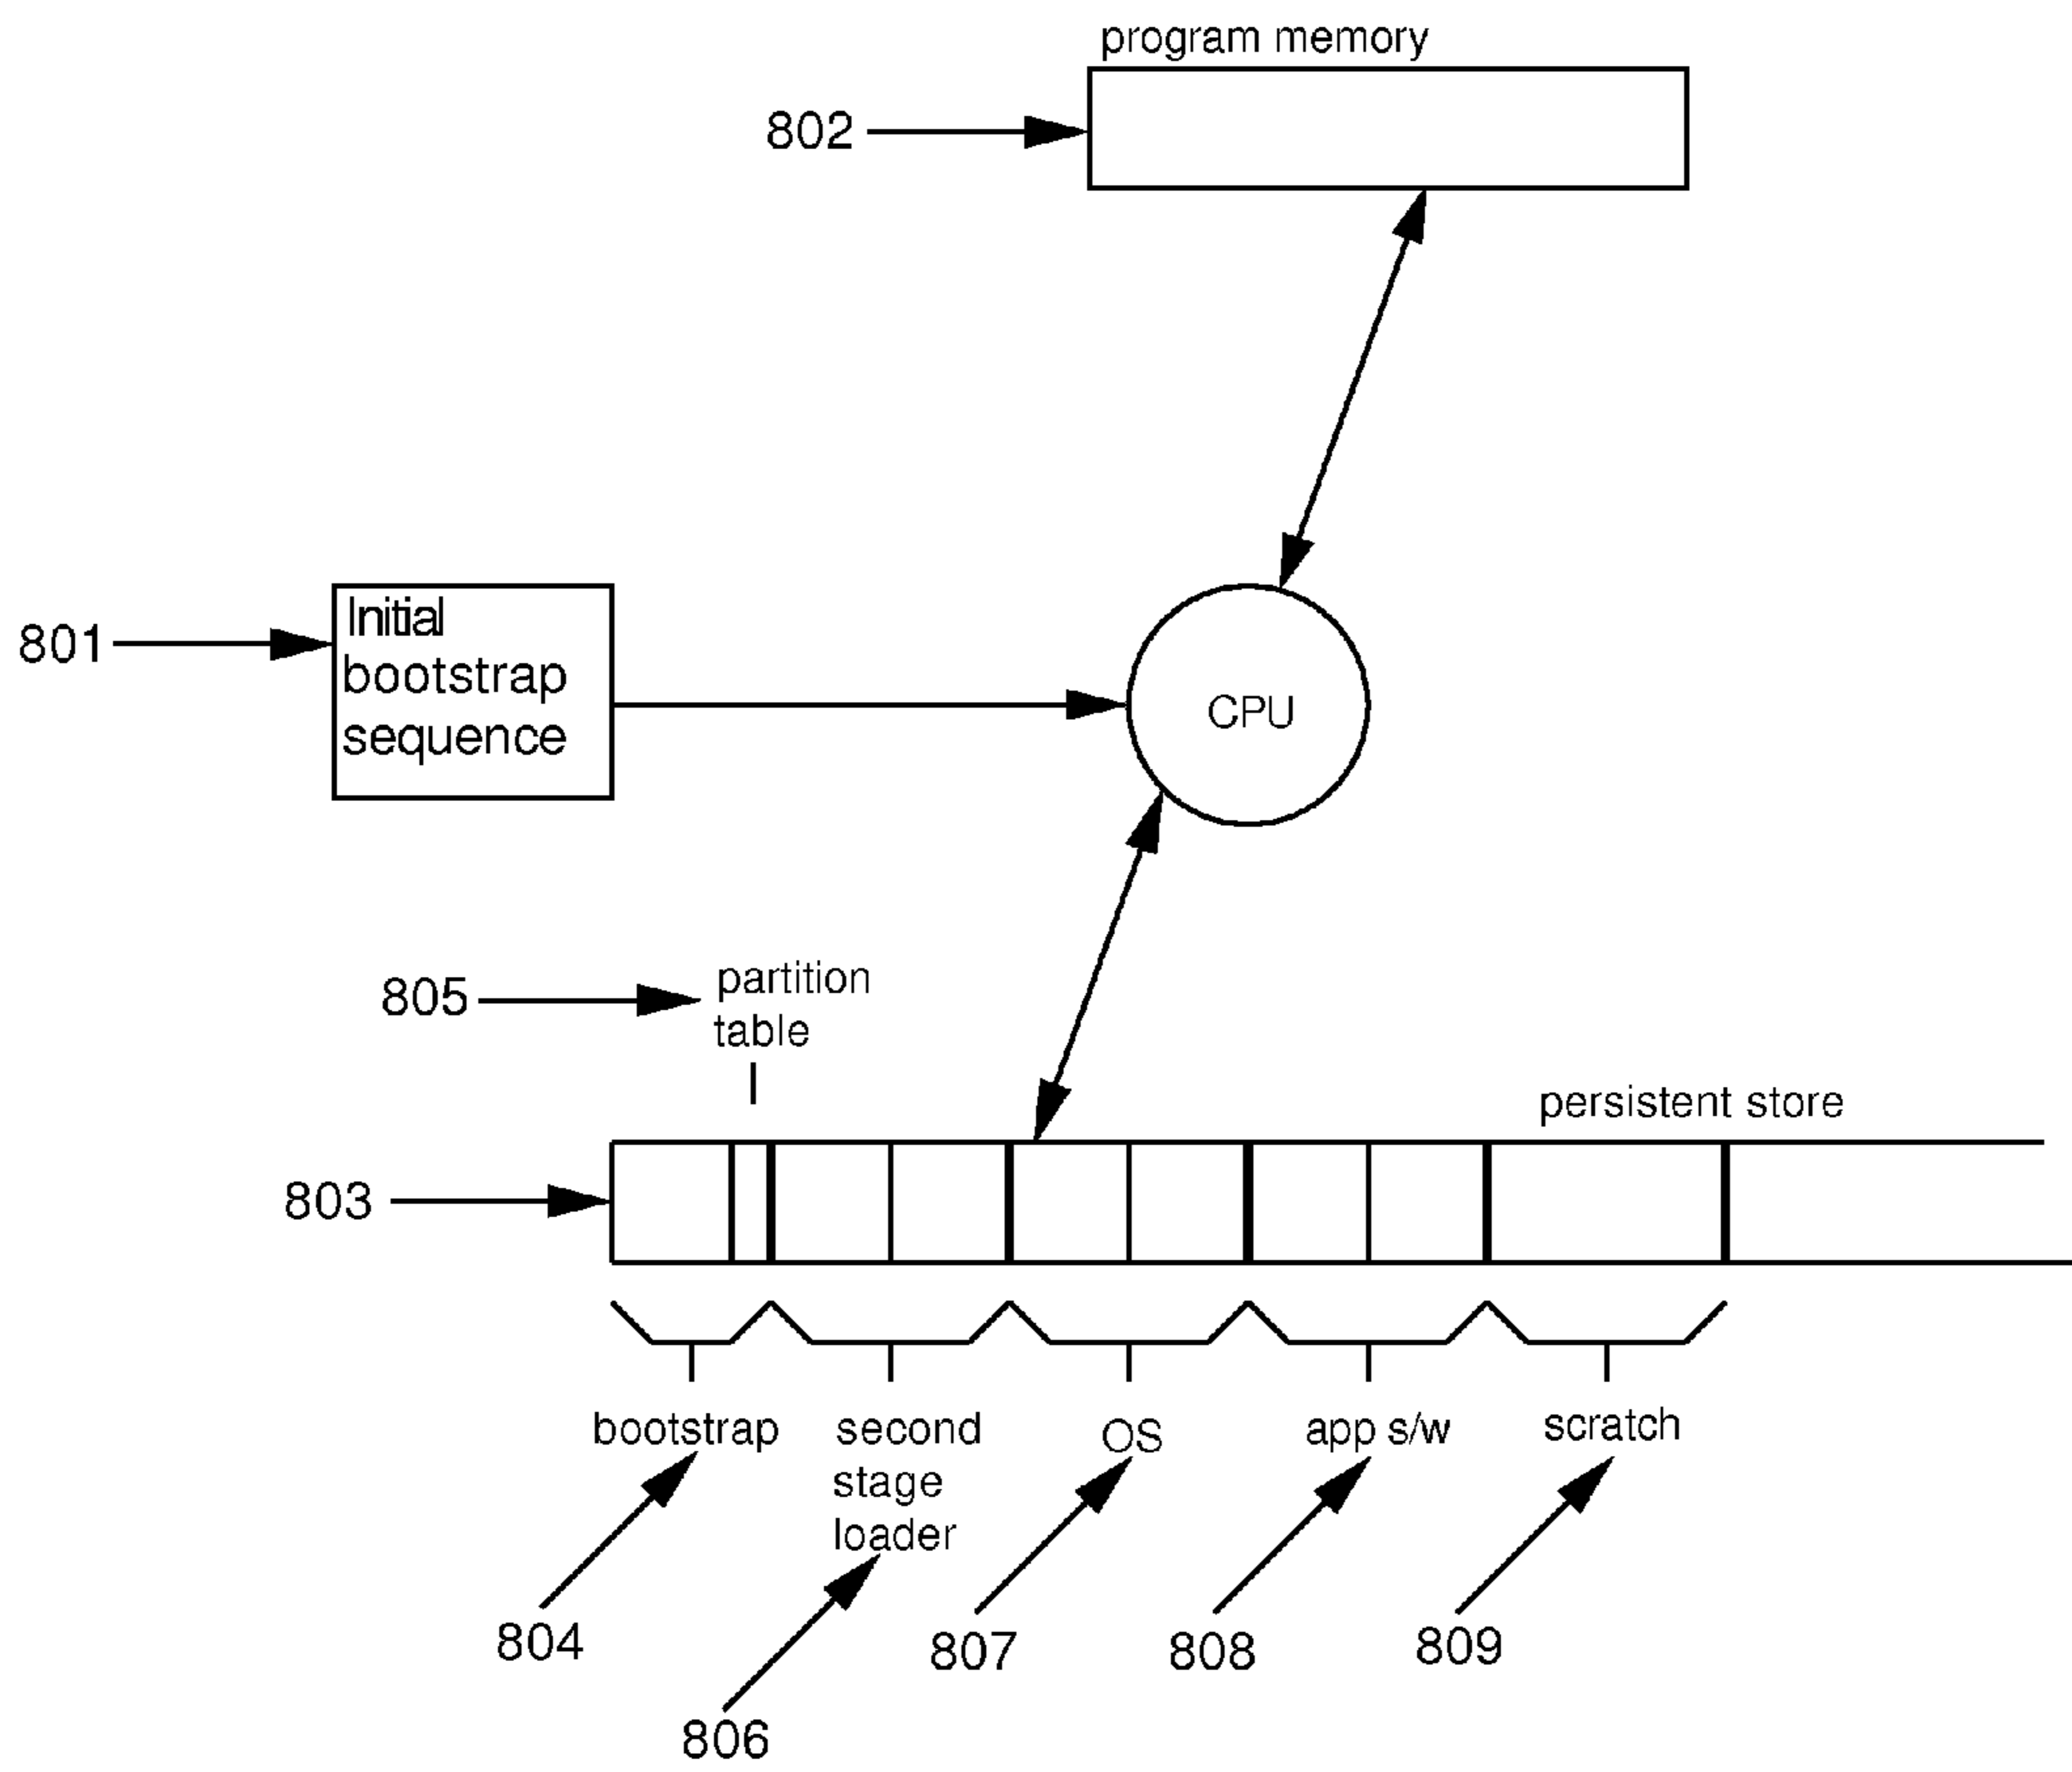 program memory
802
801
Initial
bootstrap
sequence
CPU
805
partition
table
persistent store
803
bootstrap
second
stage
loader
OS
app s/w
scratch
804
806
807
808
809